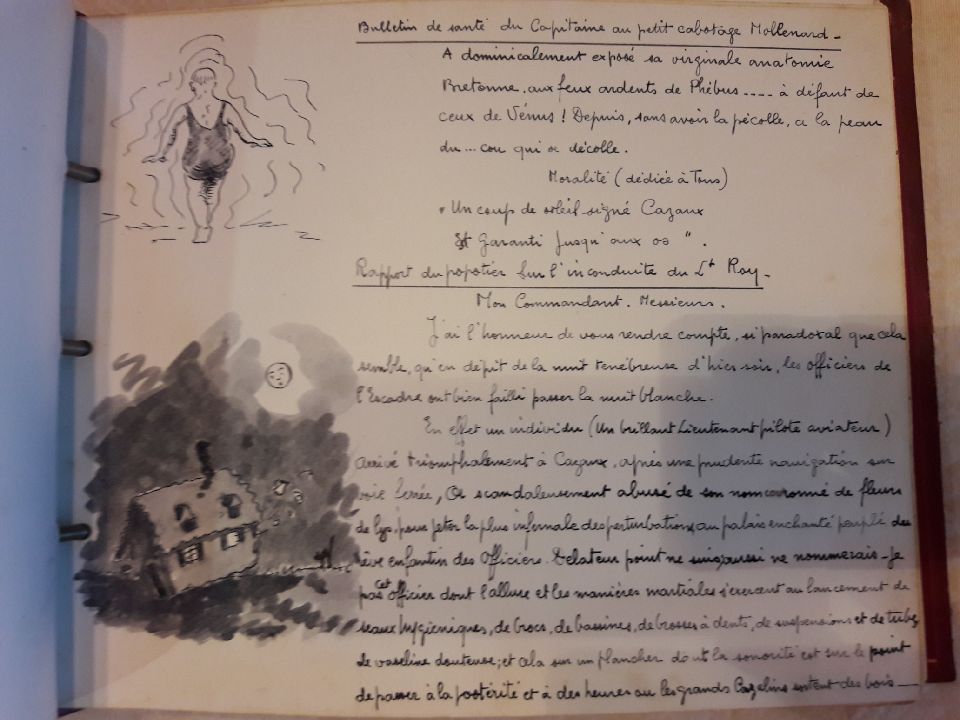 Bulletin de santé du Capitaine au petit cabotage Mollenard -
A dominicalement exposé sa virginale anatomie
Bretonne. aux feux ardents de Phébus .... à défaut de
ceux de Vénus ! Depuis, sans avoir la pécolle, a la peau
du ... cou qui se décolle.
Moralité (dédiée à Tous)
" Un coup de soleil signé Cazaux
Est Garanti jusqu'aux os ".
Rapport du popotier sur l'inconduite du Lt Roy -
Mon Commandant. Messieurs.
J'ai l'honneur de vous rendre compte, si paradoxal que cela
semble, qu'en dépit de la nuit tenebreuse d'hier soir, les officiers de
l'Escadre ont bien failli passer la nuit blanche.
En effet un individu (Un brillant Lieutenant pilote aviateur)
arrivé triomphalement à Cazaux, après une prudente navigation sur
voie ferrée, a scandaleusement abusé de son nom couronné de fleurs
de lys, pour jeter la plus infernale des perturbations au palais enchanté peuplé du
rêve enfantin des Officiers. Délateur point ne suis, aussi ne nommerais-je
pas cet officier dont l'allure et les manières martiales s'exercent au lancement de
seaux hygiéniques, de brocs, de bassines, de brosses à dents, de suspensions et de tubes
de vaseline douteuse; et cela sur un plancher dont la sonorité est sur le point
de passer à la postérité et à des heures où les grands Cazelins sortent des bois -